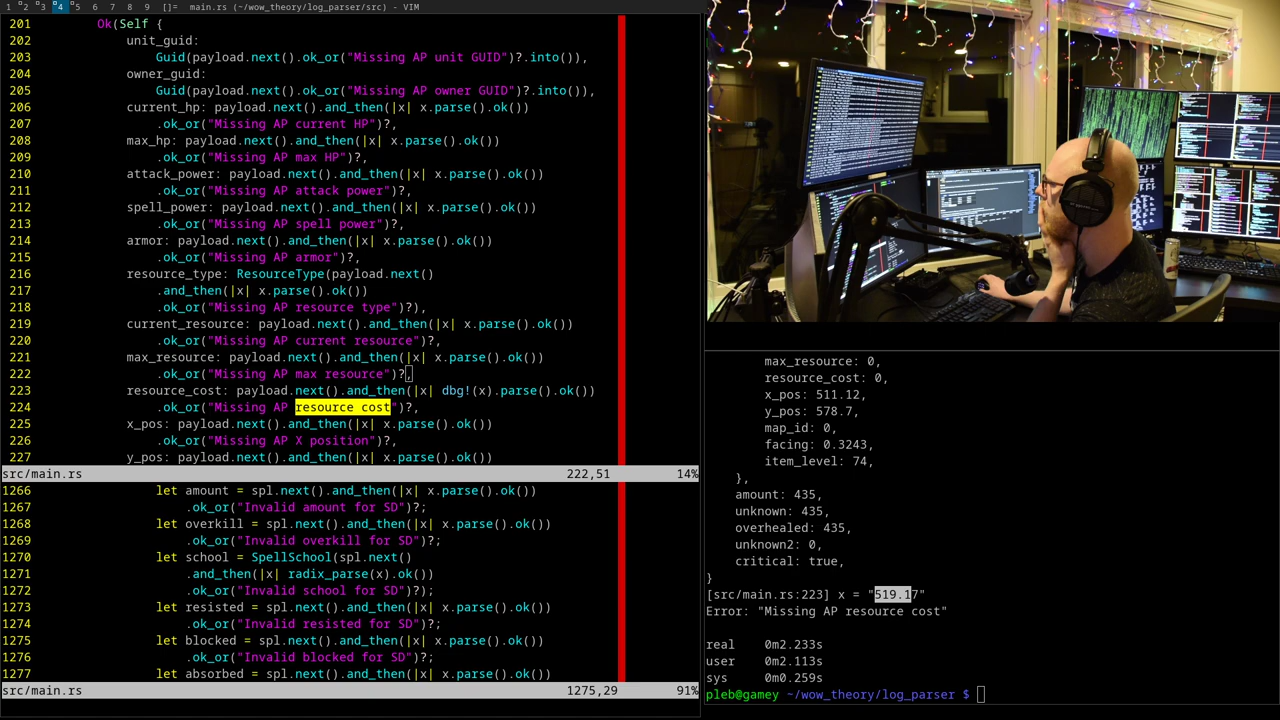 1 2 3 4 5 6 7 8 9 []= main.rs (~/wow_theory/log_parser/src) - VIM
201 Ok(Self {
202 unit_guid:
203 Guid(payload.next().ok_or("Missing AP unit GUID")?.into()),
204 owner_guid:
205 Guid(payload.next().ok_or("Missing AP owner GUID")?.into()),
206 current_hp: payload.next().and_then(|x| x.parse().ok())
207 .ok_or("Missing AP current HP")?,
208 max_hp: payload.next().and_then(|x| x.parse().ok())
209 .ok_or("Missing AP max HP")?,
210 attack_power: payload.next().and_then(|x| x.parse().ok())
211 .ok_or("Missing AP attack power")?,
212 spell_power: payload.next().and_then(|x| x.parse().ok())
213 .ok_or("Missing AP spell power")?,
214 armor: payload.next().and_then(|x| x.parse().ok())
215 .ok_or("Missing AP armor")?,
216 resource_type: ResourceType(payload.next()
217 .and_then(|x| x.parse().ok())
218 .ok_or("Missing AP resource type")?),
219 current_resource: payload.next().and_then(|x| x.parse().ok())
220 .ok_or("Missing AP current resource")?,
221 max_resource: payload.next().and_then(|x| x.parse().ok())
222 .ok_or("Missing AP max resource")?,
223 resource_cost: payload.next().and_then(|x| dbg!(x).parse().ok())
224 .ok_or("Missing AP resource cost")?,
225 x_pos: payload.next().and_then(|x| x.parse().ok())
226 .ok_or("Missing AP X position")?,
227 y_pos: payload.next().and_then(|x| x.parse().ok())
src/main.rs 222,51 14%
1266 let amount = spl.next().and_then(|x| x.parse().ok())
1267 .ok_or("Invalid amount for SD")?;
1268 let overkill = spl.next().and_then(|x| x.parse().ok())
1269 .ok_or("Invalid overkill for SD")?;
1270 let school = SpellSchool(spl.next()
1271 .and_then(|x| radix_parse(x).ok())
1272 .ok_or("Invalid school for SD")?);
1273 let resisted = spl.next().and_then(|x| x.parse().ok())
1274 .ok_or("Invalid resisted for SD")?;
1275 let blocked = spl.next().and_then(|x| x.parse().ok())
1276 .ok_or("Invalid blocked for SD")?;
1277 let absorbed = spl.next().and_then(|x| x.parse().ok())
src/main.rs 1275,29 91%
max_resource: 0,
resource_cost: 0,
x_pos: 511.12,
y_pos: 578.7,
map_id: 0,
facing: 0.3243,
item_level: 74,
},
amount: 435,
unknown: 435,
overhealed: 435,
unknown2: 0,
critical: true,
}
[src/main.rs:223] x = "519.17"
Error: "Missing AP resource cost"
real 0m2.233s
user 0m2.113s
sys 0m0.259s
pleb@gamey ~/wow_theory/log_parser $